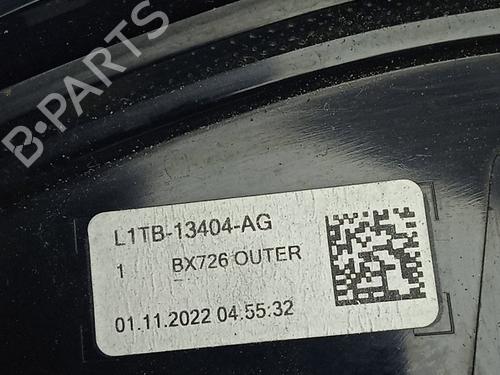 B-PARTS
L1TB-13404-AG
1 BX726 OUTER
01.11.2022 04:55:32